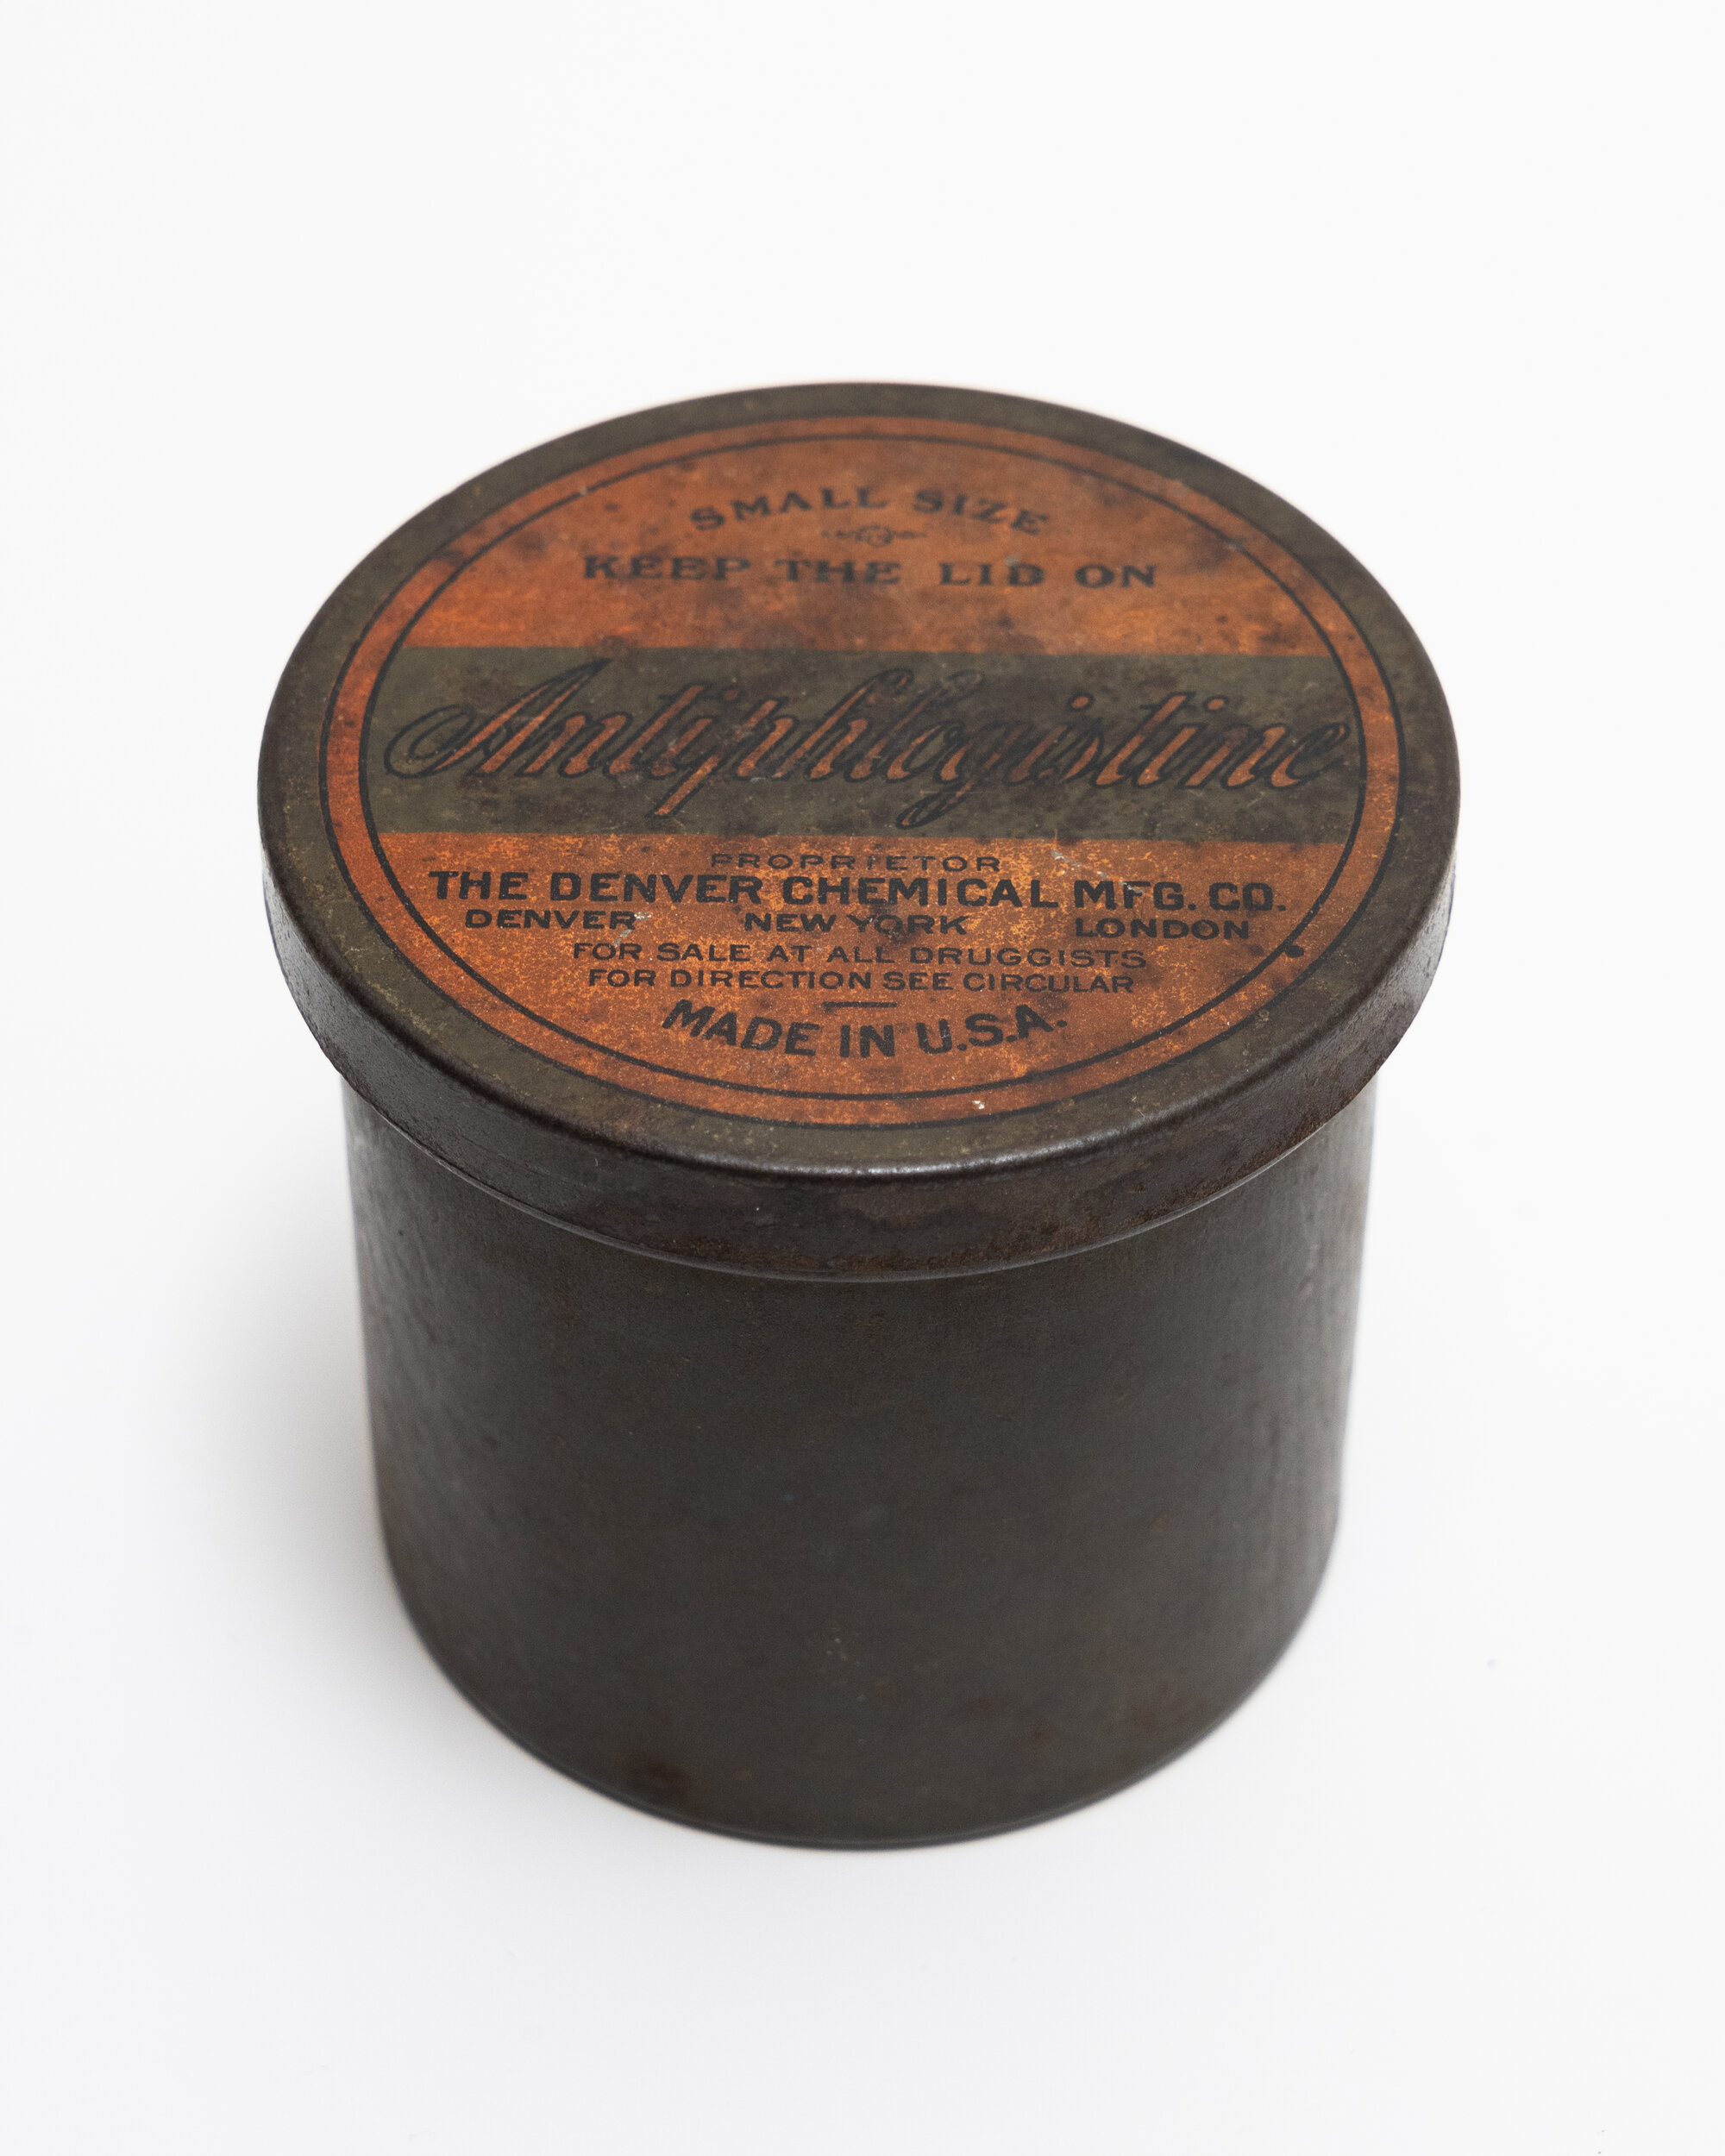 SMALL SIZE
KEEP THE LID ON
Antiphlogistine
PROPRIETOR
THE DENVER CHEMICAL MFG. CO.
DENVER NEW YORK LONDON
FOR SALE AT ALL DRUGGISTS
FOR DIRECTION SEE CIRCULAR
MADE IN U.S.A.